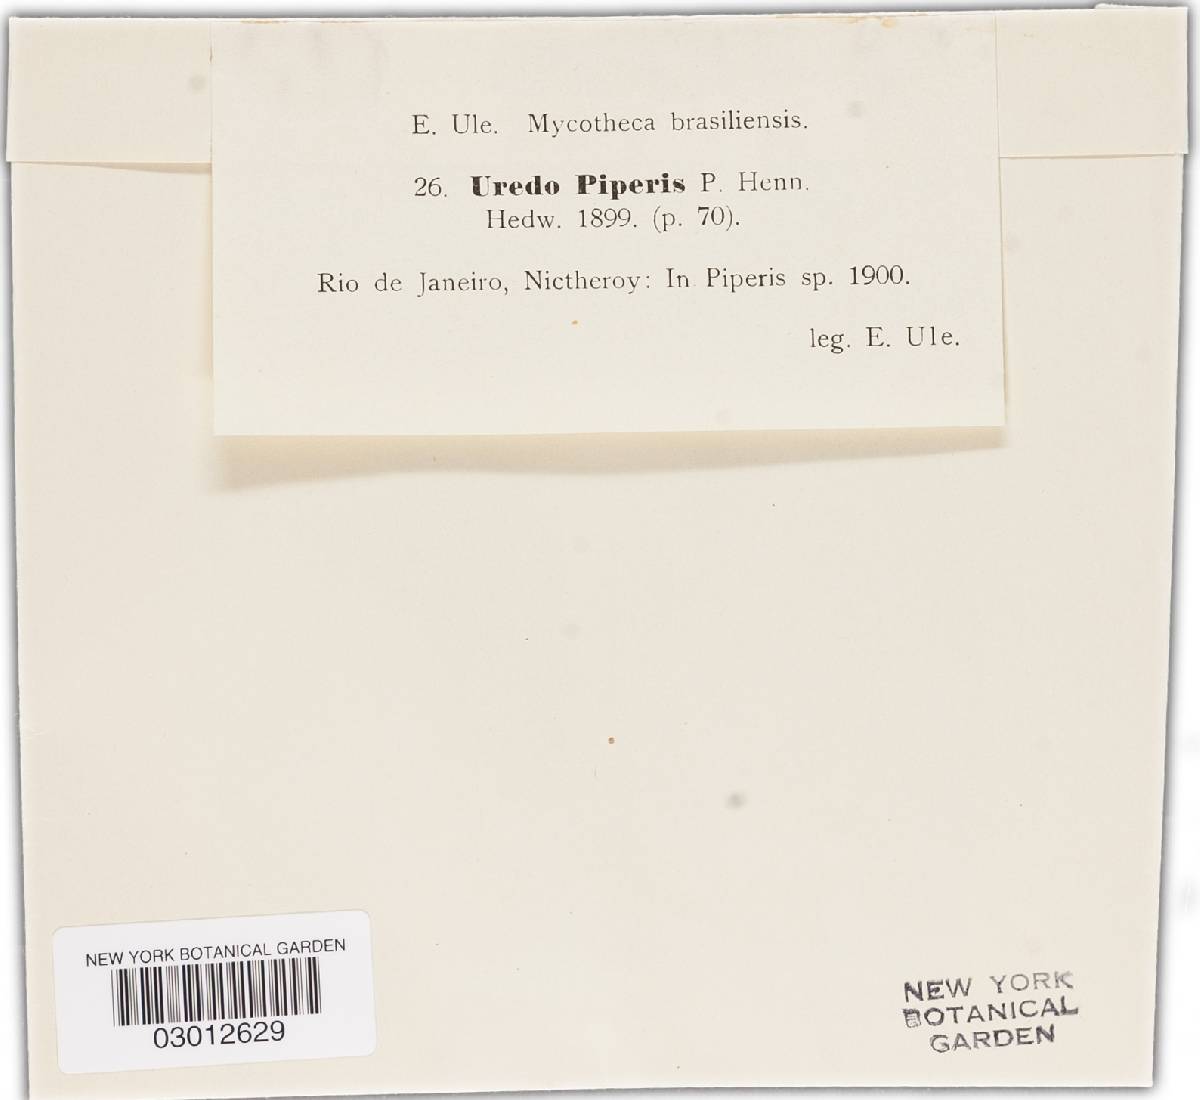 E. Ule. Mycotheca brasiliensis.
26. Uredo Piperis P. Henn.
Hedw. 1899. (p. 70).
Rio de Janeiro, Nictheroy: In Piperis sp. 1900.
leg. E. Ule.
NEW YORK BOTANICAL GARDEN
03012629
NEW YORK
BOTANICAL
GARDEN